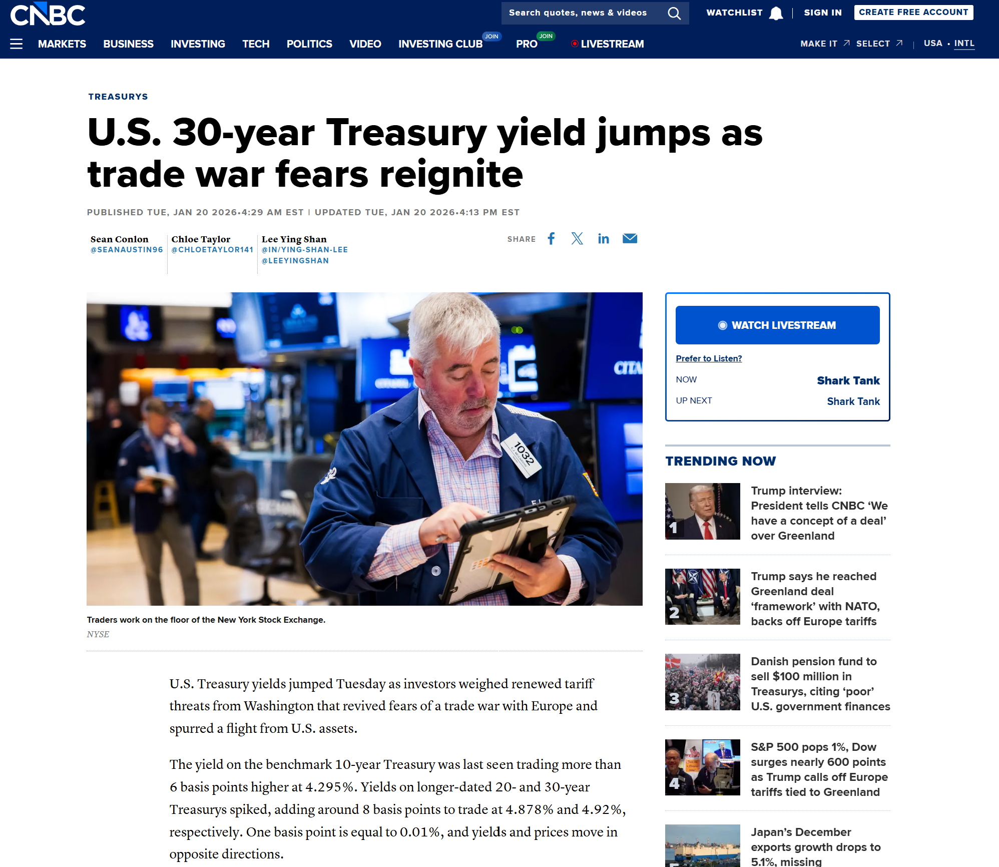 CNBC
Search quotes, news & videos
WATCHLIST
SIGN IN
CREATE FREE ACCOUNT
MARKETS
BUSINESS
INVESTING
TECH
POLITICS
VIDEO
INVESTING CLUB
JOIN
PRO
JOIN
LIVESTREAM
MAKE IT
SELECT
USA • INTL
TREASURYS
U.S. 30-year Treasury yield jumps as
trade war fears reignite
PUBLISHED TUE, JAN 20 2026•4:29 AM EST | UPDATED TUE, JAN 20 2026•4:13 PM EST
Sean Conlon
@SEANAUSTIN96
Chloe Taylor
@CHLOETAYLOR141
Lee Ying Shan
@IN/YING-SHAN-LEE
@LEEYINGSHAN
SHARE
CITA
1032
Traders work on the floor of the New York Stock Exchange.
NYSE
U.S. Treasury yields jumped Tuesday as investors weighed renewed tariff
threats from Washington that revived fears of a trade war with Europe and
spurred a flight from U.S. assets.
The yield on the benchmark 10-year Treasury was last seen trading more than
6 basis points higher at 4.295%. Yields on longer-dated 20- and 30-year
Treasurys spiked, adding around 8 basis points to trade at 4.878% and 4.92%,
respectively. One basis point is equal to 0.01%, and yields and prices move in
opposite directions.
WATCH LIVESTREAM
Prefer to Listen?
NOW
Shark Tank
UP NEXT
Shark Tank
TRENDING NOW
1
Trump interview:
President tells CNBC ‘We
have a concept of a deal’
over Greenland
2
Trump says he reached
Greenland deal
‘framework’ with NATO,
backs off Europe tariffs
3
Danish pension fund to
sell $100 million in
Treasurys, citing ‘poor’
U.S. government finances
4
S&P 500 pops 1%, Dow
surges nearly 600 points
as Trump calls off Europe
tariffs tied to Greenland
Japan’s December
exports growth drops to
5.1%, missing